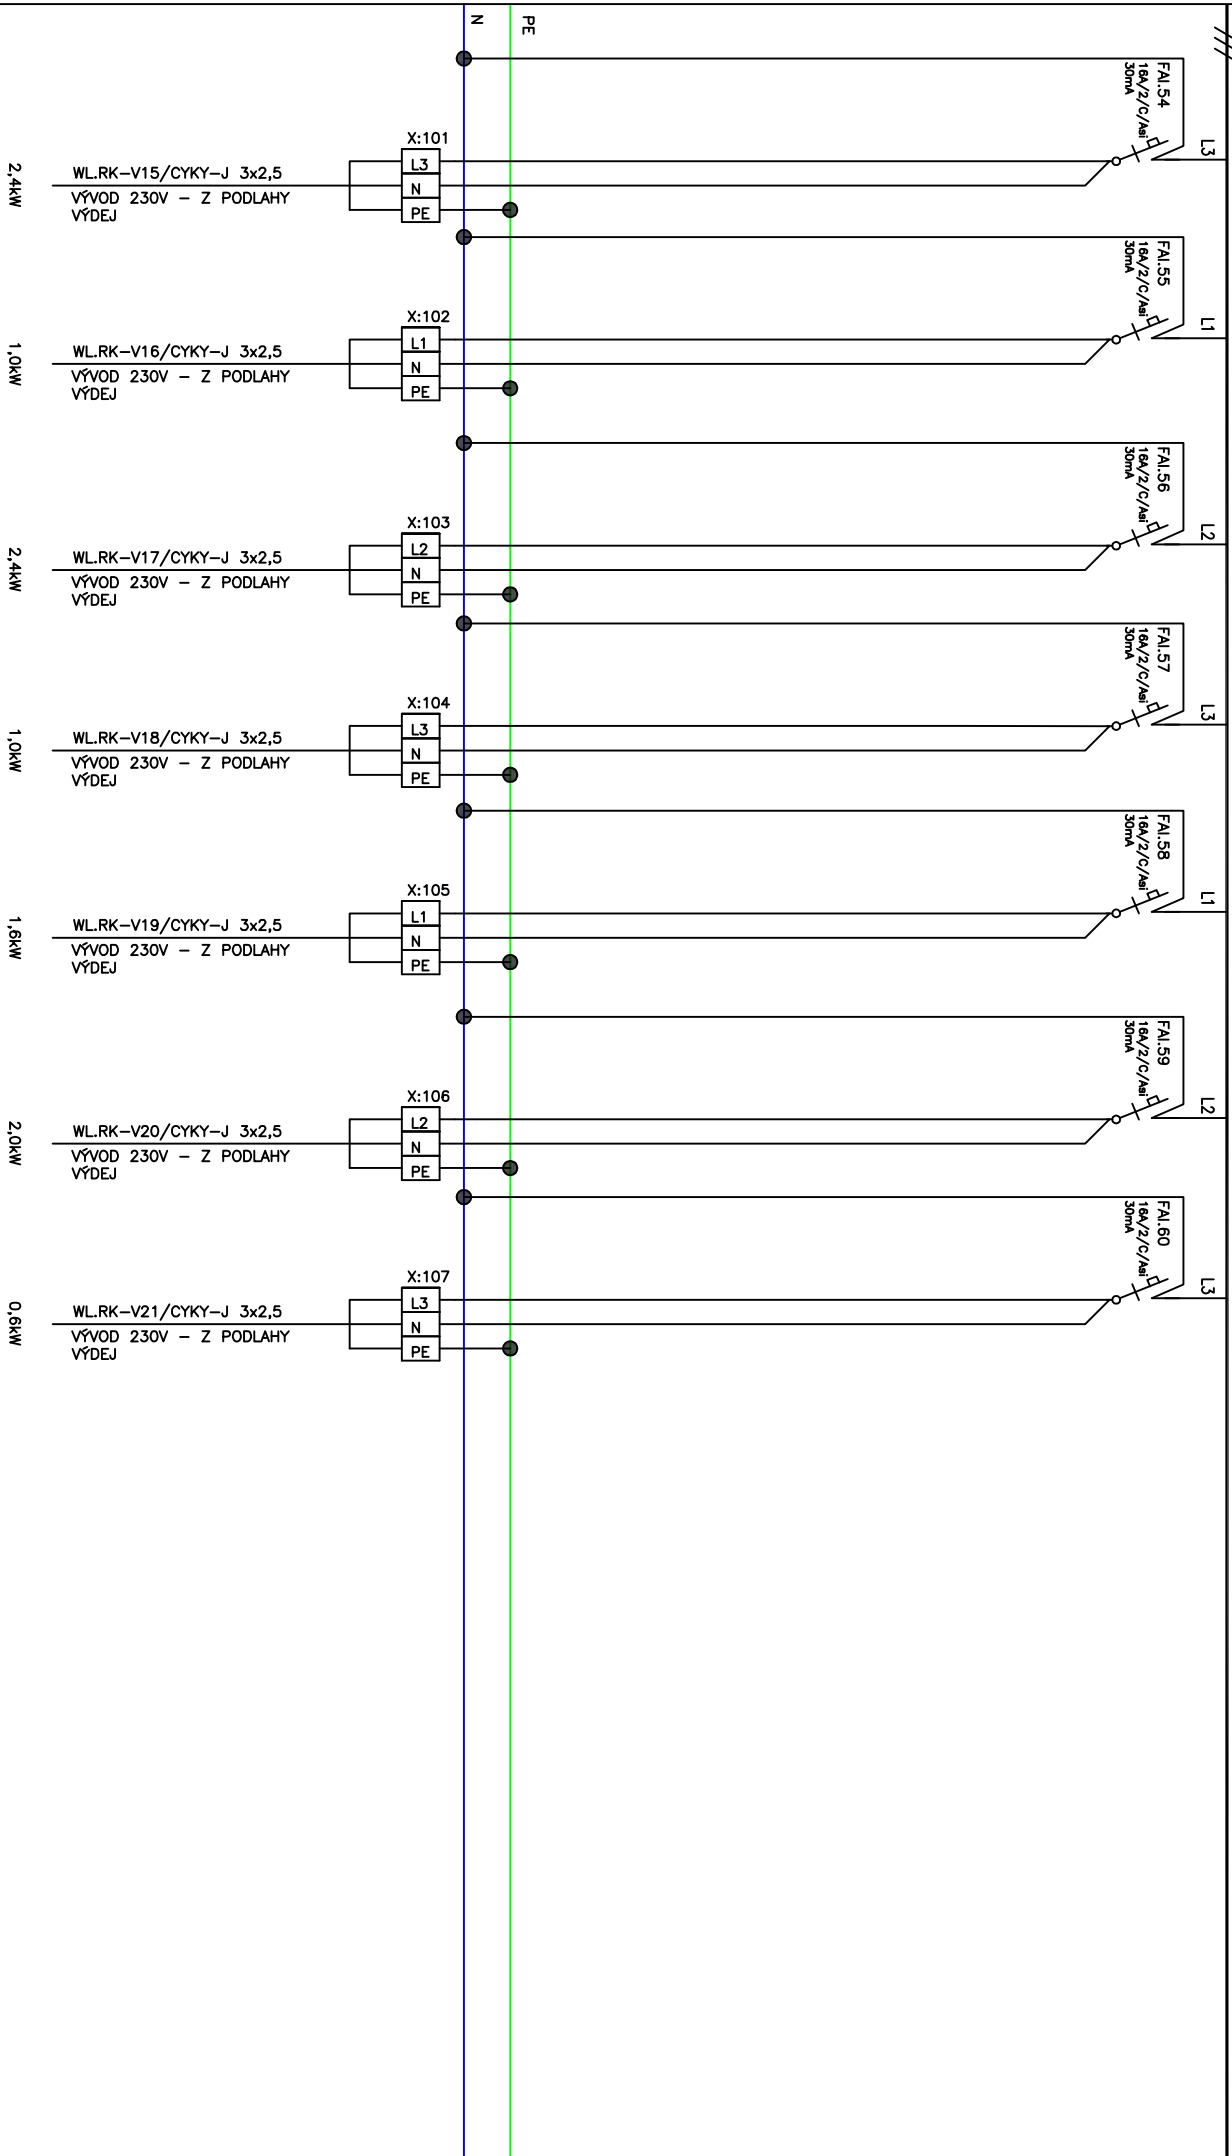 N
PE
FAI.54
16A/2/C/Asi
30mA
L3
X:101
L3
N
PE
WL.RK-V15/CYKY-J 3x2,5
VÝVOD 230V - Z PODLAHY
VÝDEJ
2,4kW
FAI.55
16A/2/C/Asi
30mA
L1
X:102
L1
N
PE
WL.RK-V16/CYKY-J 3x2,5
VÝVOD 230V - Z PODLAHY
VÝDEJ
1,0kW
FAI.56
16A/2/C/Asi
30mA
L2
X:103
L2
N
PE
WL.RK-V17/CYKY-J 3x2,5
VÝVOD 230V - Z PODLAHY
VÝDEJ
2,4kW
FAI.57
16A/2/C/Asi
30mA
L3
X:104
L3
N
PE
WL.RK-V18/CYKY-J 3x2,5
VÝVOD 230V - Z PODLAHY
VÝDEJ
1,0kW
FAI.58
16A/2/C/Asi
30mA
L1
X:105
L1
N
PE
WL.RK-V19/CYKY-J 3x2,5
VÝVOD 230V - Z PODLAHY
VÝDEJ
1,6kW
FAI.59
16A/2/C/Asi
30mA
L2
X:106
L2
N
PE
WL.RK-V20/CYKY-J 3x2,5
VÝVOD 230V - Z PODLAHY
VÝDEJ
2,0kW
FAI.60
16A/2/C/Asi
30mA
L3
X:107
L3
N
PE
WL.RK-V21/CYKY-J 3x2,5
VÝVOD 230V - Z PODLAHY
VÝDEJ
0,6kW